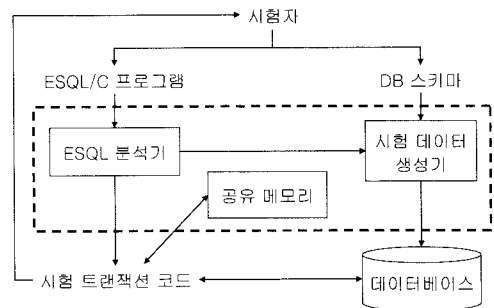 시험자
ESQL/C 프로그램
DB 스키마
ESQL 분석기
시험 데이터
생성기
공유 메모리
시험 트랜잭션 코드
데이터베이스